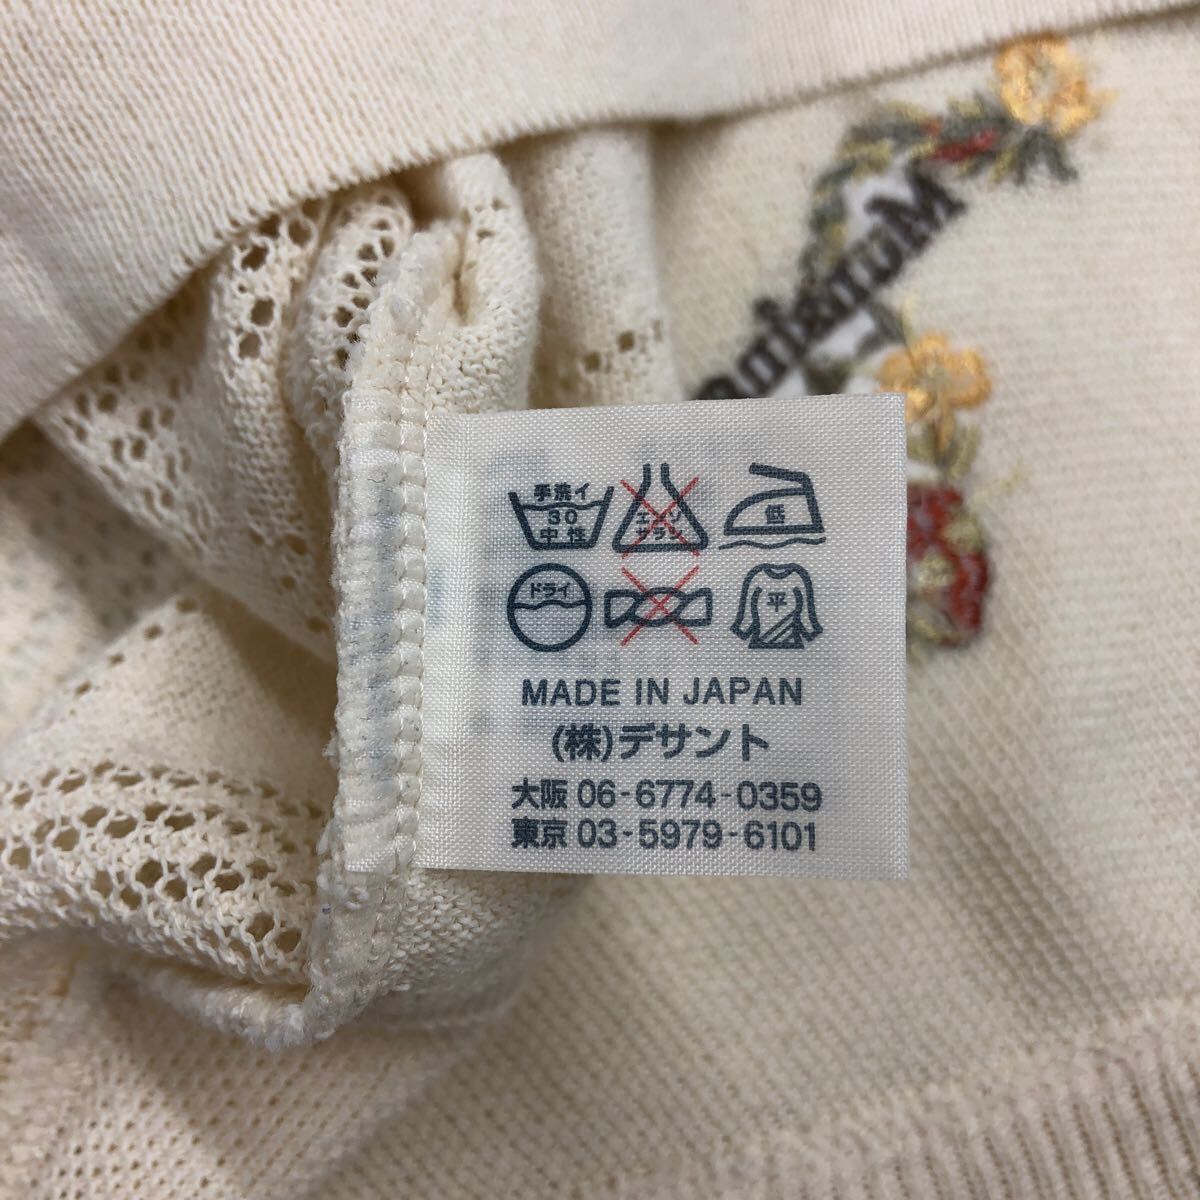 Munsingwear
手洗イ
30
中性
エンソ
サラシ
低
ドライ
平
MADE IN JAPAN
(株)デサント
大阪 06-6774-0359
東京 03-5979-6101